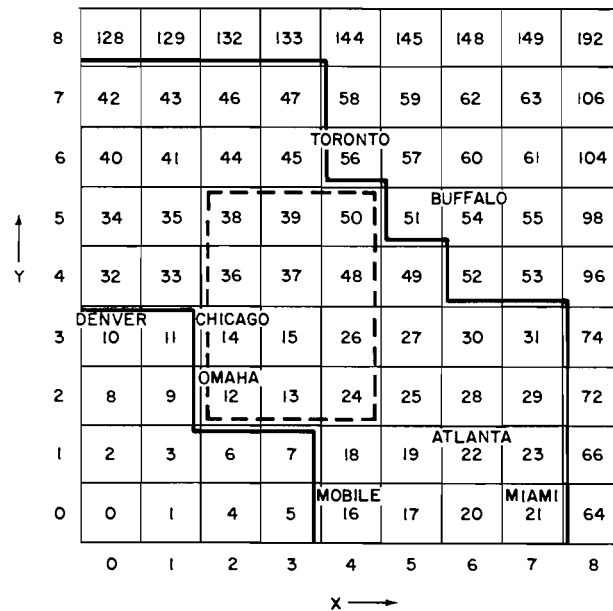 8 128 129 132 133 144 145 148 149 192
7 42 43 46 47 58 59 62 63 106
TORONTO
6 40 41 44 45 56 57 60 61 104
BUFFALO
5 34 35 38 39 50 51 54 55 98
Y
4 32 33 36 37 48 49 52 53 96
DENVER CHICAGO
3 10 11 14 15 26 27 30 31 74
OMAHA
2 8 9 12 13 24 25 28 29 72
ATLANTA
1 2 3 6 7 18 19 22 23 66
MOBILE MIAMI
0 0 1 4 5 16 17 20 21 64
0 1 2 3 4 5 6 7 8
X